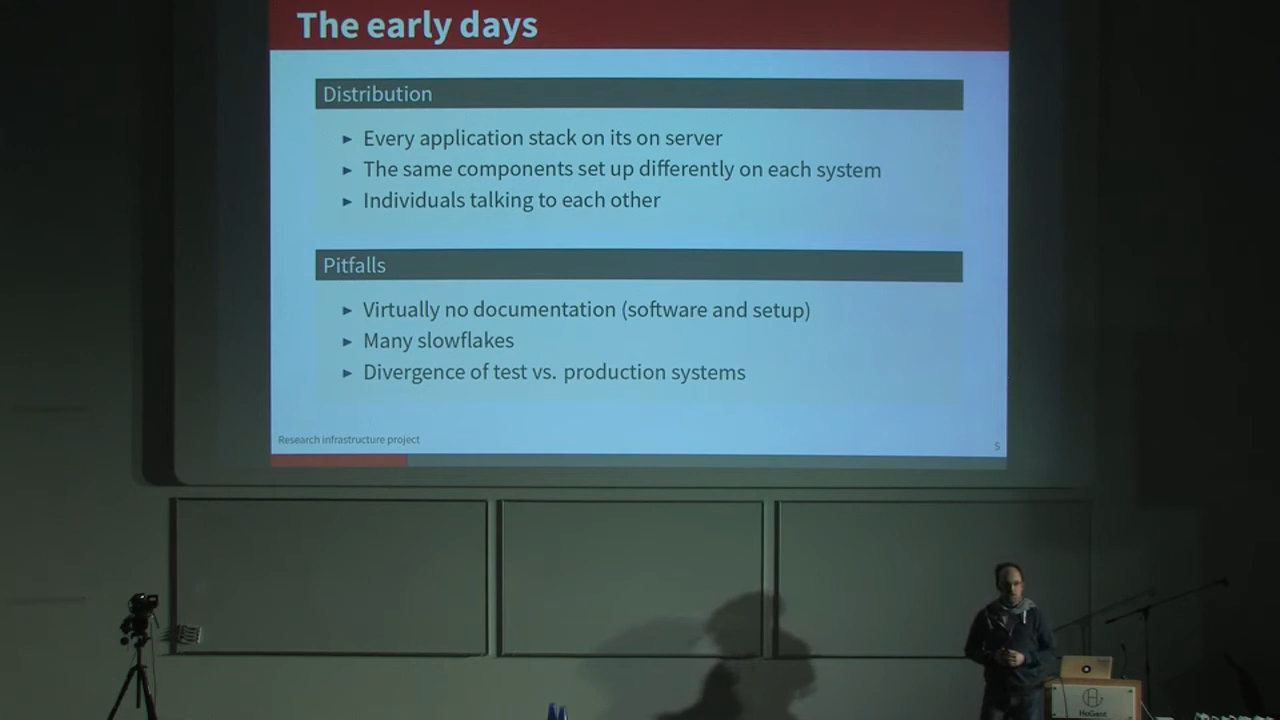 The early days
Distribution
► Every application stack on its on server
► The same components set up differently on each system
► Individuals talking to each other
Pitfalls
► Virtually no documentation (software and setup)
► Many slowflakes
► Divergence of test vs. production systems
Research infrastructure project
5
HoGent